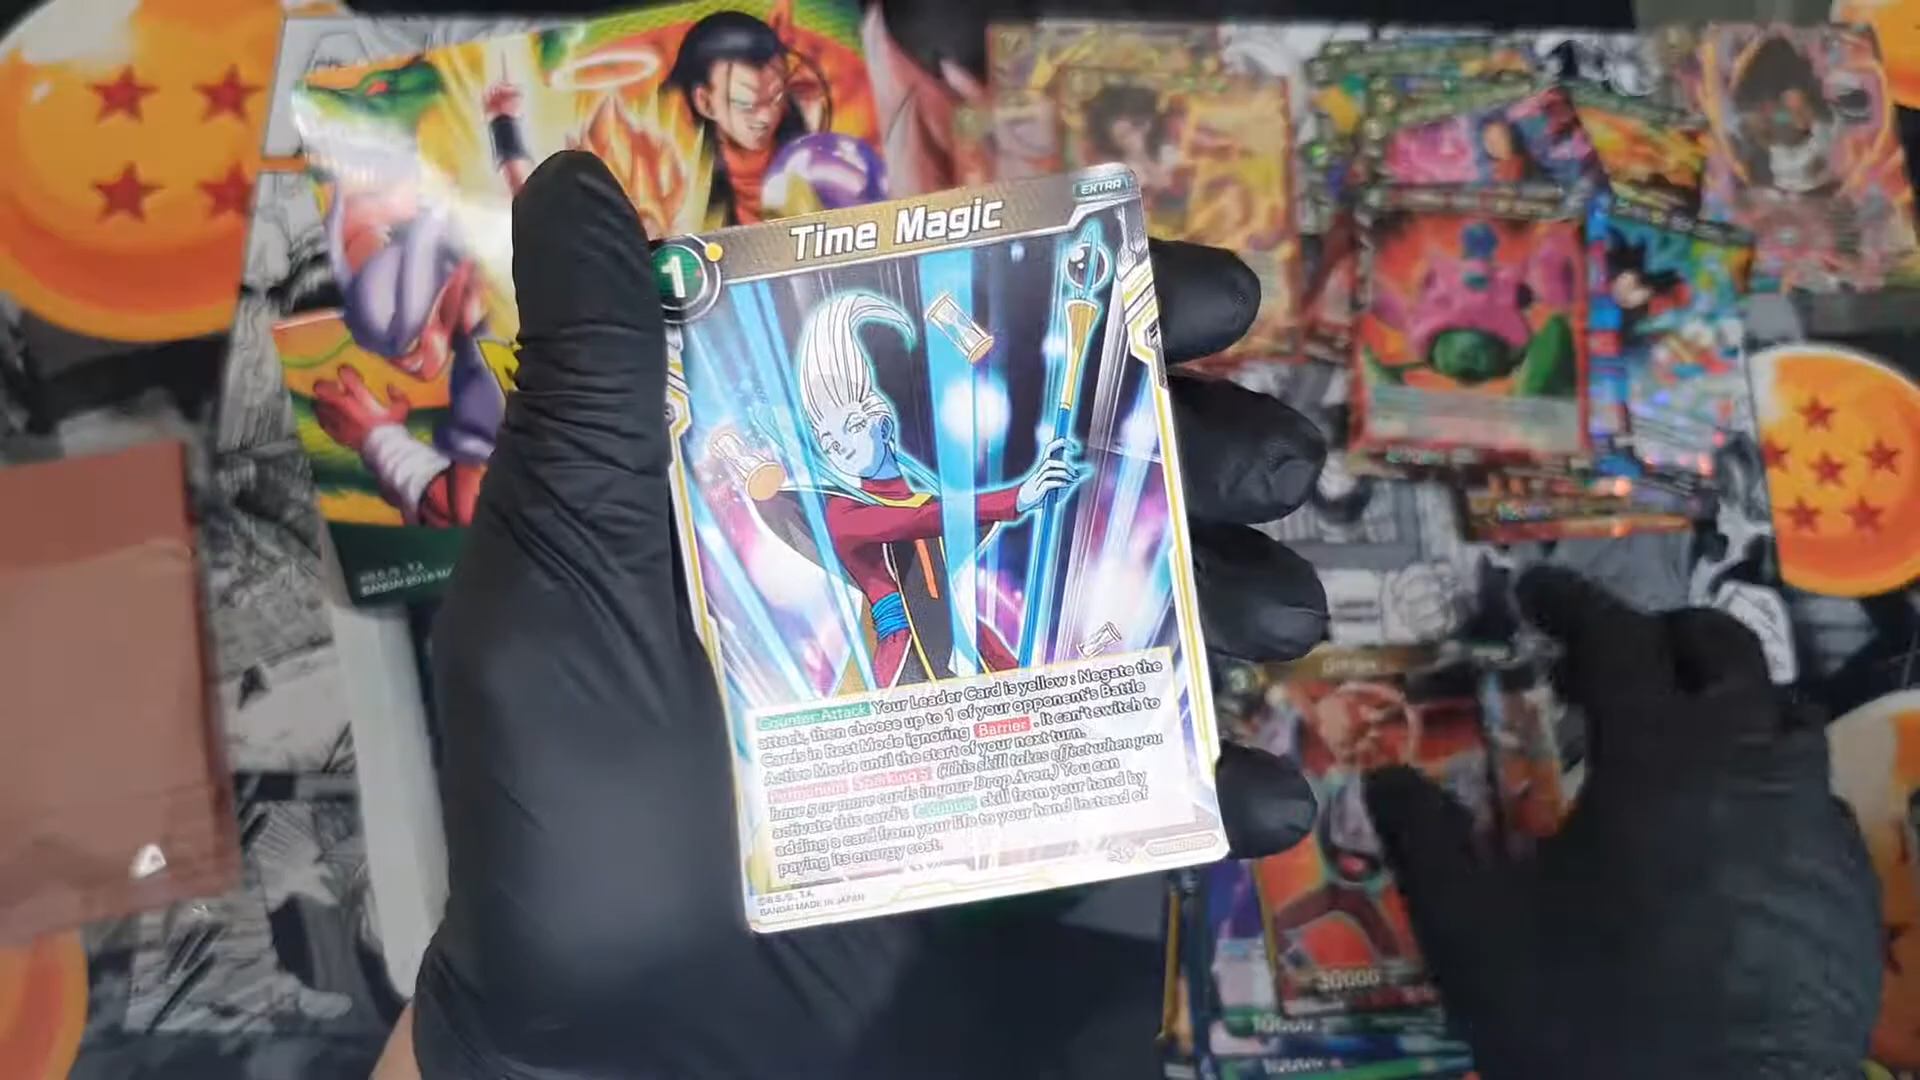 EXTRA
Time Magic
1
Counter: Attack Your Leader Card is yellow : Negate the
attack, then choose up to 1 of your opponent's Battle
Cards in Rest Mode ignoring Barrier . It can't switch to
Active Mode until the start of your next turn.
Permanent Sparking 5 (This skill takes effect when you
have 5 or more cards in your Drop Area.) You can
activate this card's Counter skill from your hand by
adding a card from your life to your hand instead of
paying its energy cost.
©B.S./S., T.A.
BANDAI MADE IN JAPAN
©B.S./S., T.A.
30000
10000